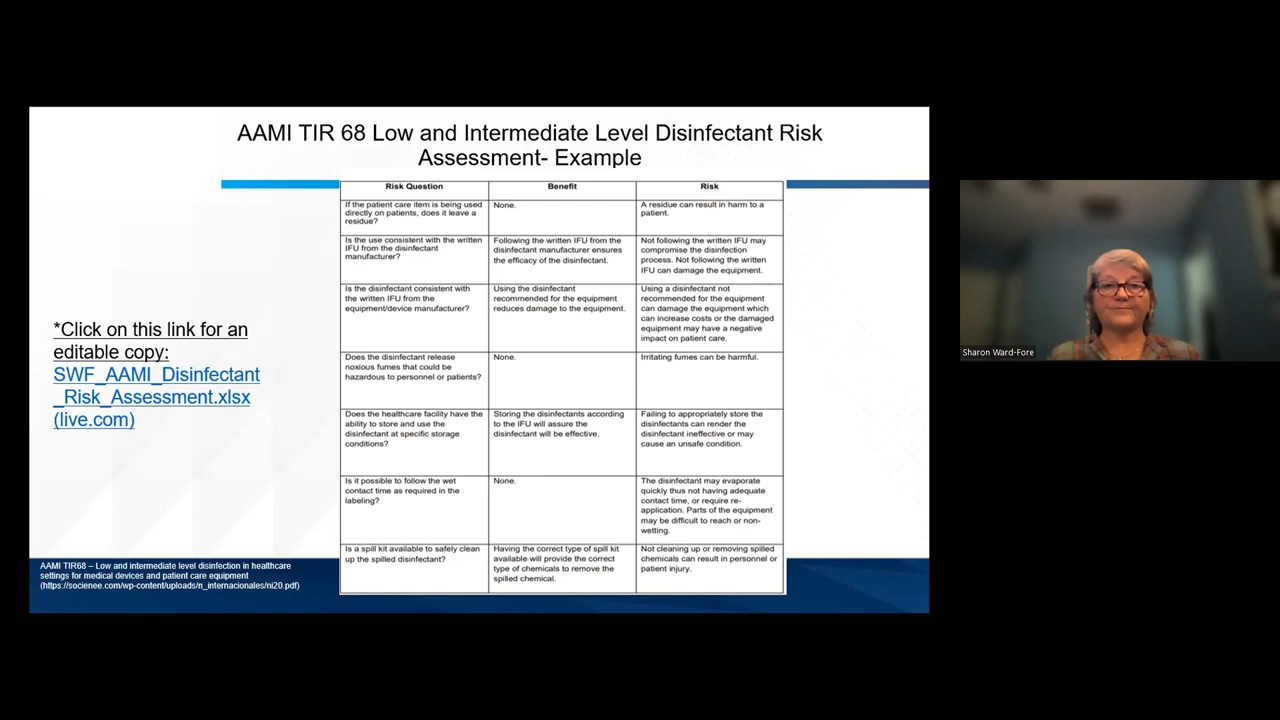 AAMI TIR 68 Low and Intermediate Level Disinfectant Risk
Assessment- Example
*Click on this link for an
editable copy:
SWF_AAMI_Disinfectant
_Risk_Assessment.xlsx
(live.com)
Risk Question
Benefit
Risk
If the patient care item is being used
directly on patients, does it leave a
residue?
None.
A residue can result in harm to a
patient.
Is the use consistent with the written
IFU from the disinfectant
manufacturer?
Following the written IFU from the
disinfectant manufacturer ensures
the efficacy of the disinfectant.
Not following the written IFU may
compromise the disinfection
process. Not following the written
IFU can damage the equipment.
Is the disinfectant consistent with
the written IFU from the
equipment/device manufacturer?
Using the disinfectant
recommended for the equipment
reduces damage to the equipment.
Using a disinfectant not
recommended for the equipment
can damage the equipment which
can increase costs or the damaged
equipment may have a negative
impact on patient care.
Does the disinfectant release
noxious fumes that could be
hazardous to personnel or patients?
None.
Irritating fumes can be harmful.
Does the healthcare facility have the
ability to store and use the
disinfectant at specific storage
conditions?
Storing the disinfectants according
to the IFU will assure the
disinfectant will be effective.
Failing to appropriately store the
disinfectants can render the
disinfectant ineffective or may
cause an unsafe condition.
Is it possible to follow the wet
contact time as required in the
labeling?
None.
The disinfectant may evaporate
quickly thus not having adequate
contact time, or require re-
application. Parts of the equipment
may be difficult to reach or non-
wetting.
Is a spill kit available to safely clean
up the spilled disinfectant?
Having the correct type of spill kit
available will provide the correct
type of chemicals to remove the
spilled chemical.
Not cleaning up or removing spilled
chemicals can result in personnel or
patient injury.
AAMI TIR68 – Low and intermediate level disinfection in healthcare
settings for medical devices and patient care equipment
(https://socienee.com/wp-content/uploads/n_internacionales/ni20.pdf)
Sharon Ward-Fore